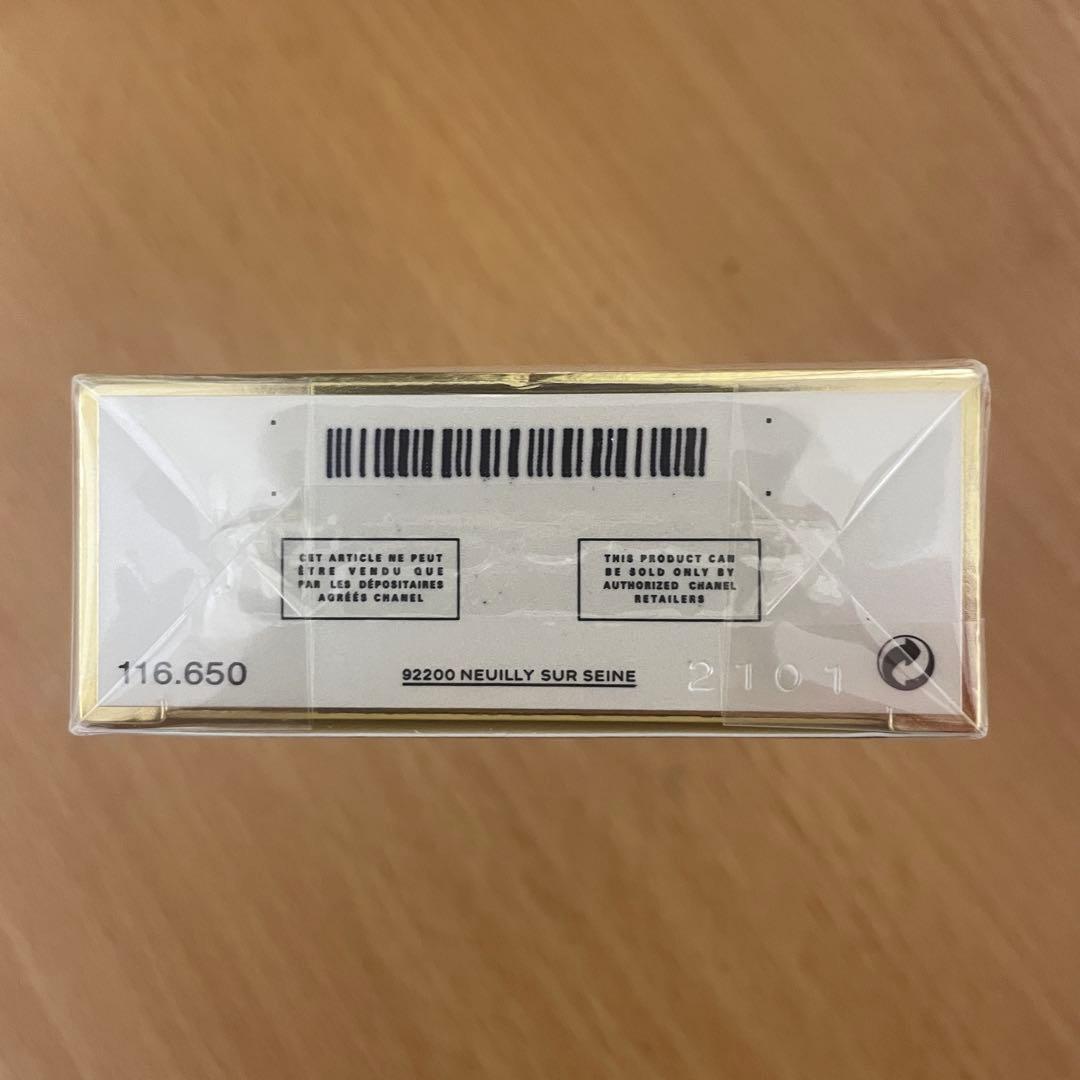 CET ARTICLE NE PEUT
ÊTRE VENDU QUE
PAR LES DÉPOSITAIRES
AGRÉÉS CHANEL
THIS PRODUCT CAN
BE SOLD ONLY BY
AUTHORIZED CHANEL
RETAILERS
116.650
92200 NEUILLY SUR SEINE
2101